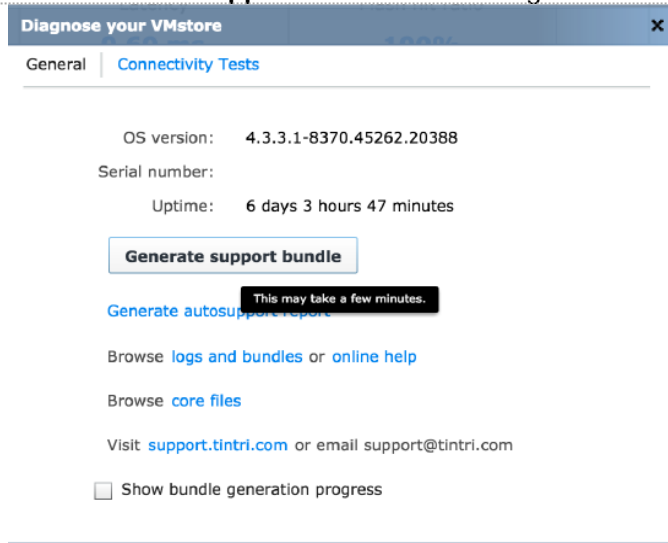 Diagnose your VMstore
General
Connectivity Tests
OS version: 4.3.3.1-8370.45262.20388
Serial number:
Uptime: 6 days 3 hours 47 minutes
Generate support bundle
This may take a few minutes.
Generate autosupport report
Browse logs and bundles or online help
Browse core files
Visit support.tintri.com or email support@tintri.com
Show bundle generation progress